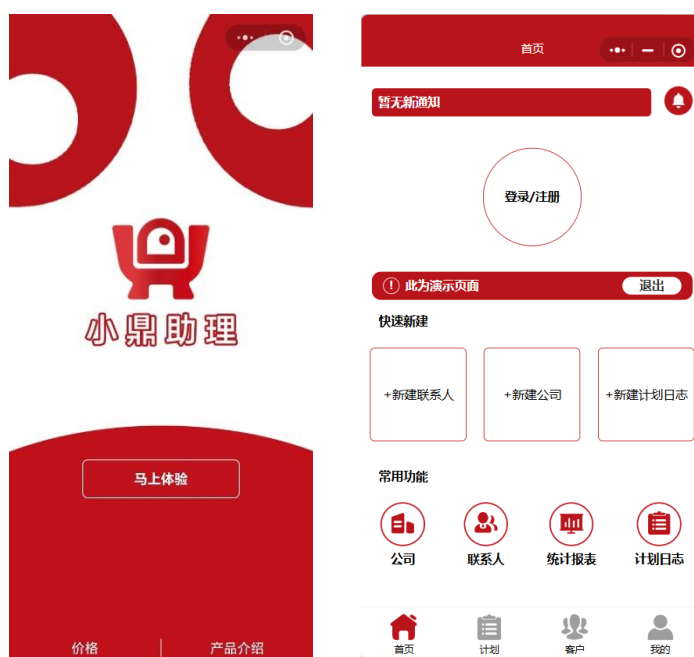 小鼎助理
马上体验
价格
产品介绍
首页
暂无新通知
登录/注册
此为演示页面
退出
快速新建
+新建联系人
+新建公司
+新建计划日志
常用功能
公司
联系人
统计报表
计划日志
首页
计划
客户
我的